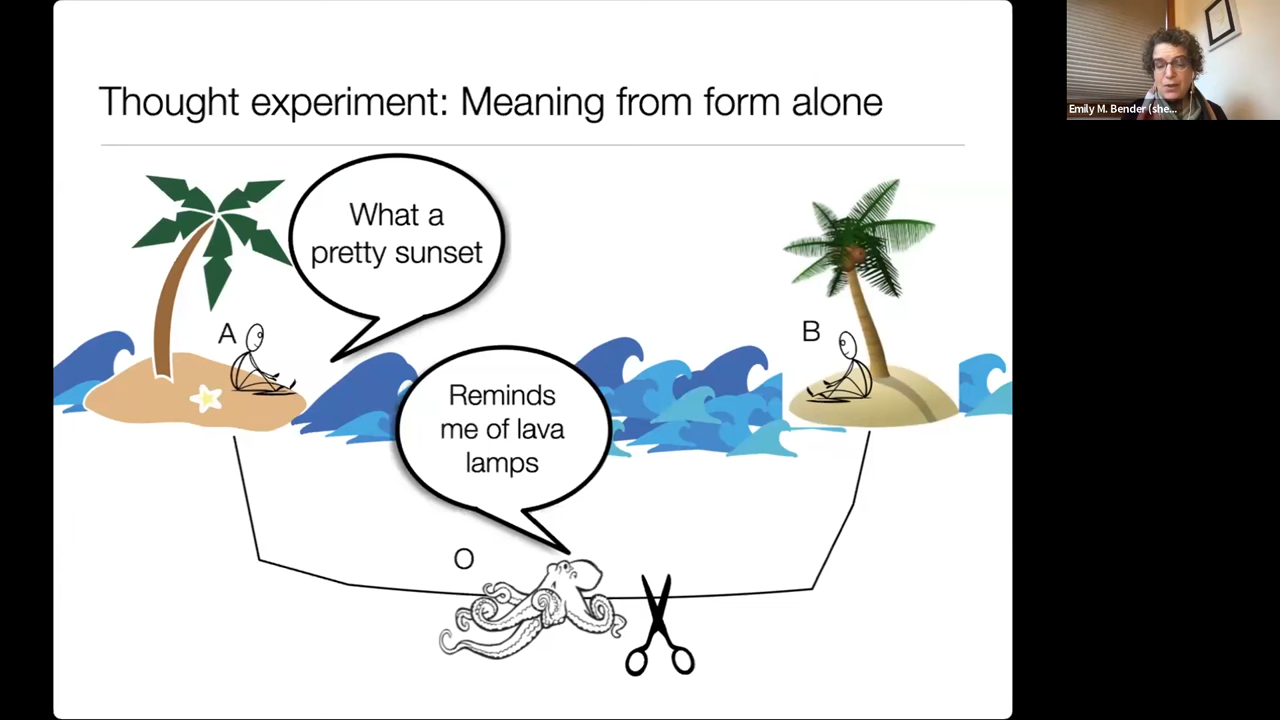 Thought experiment: Meaning from form alone
What a
pretty sunset
A
B
Reminds
me of lava
lamps
O
Emily M. Bender (she...